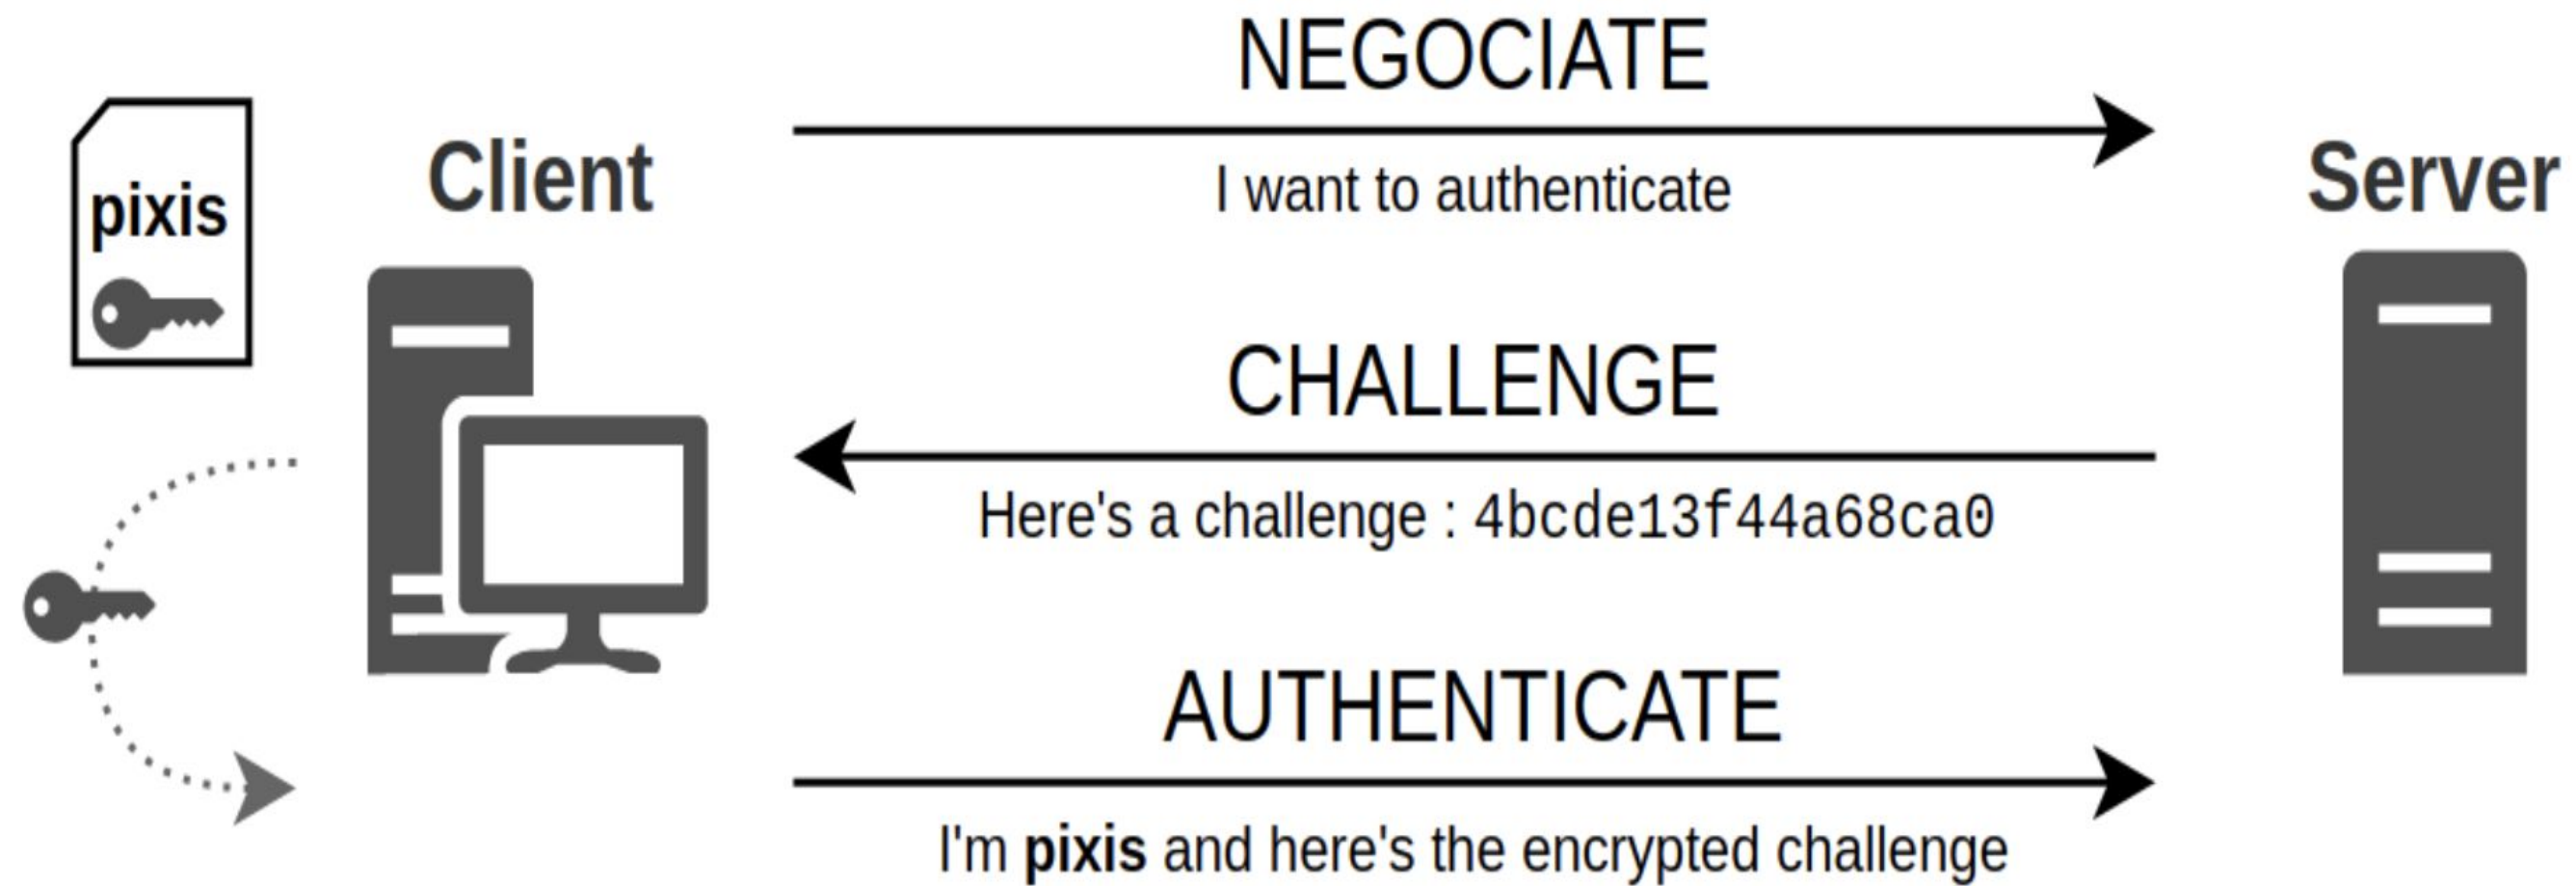 NEGOCIATE
I want to authenticate
pixis
Client
Server
CHALLENGE
Here's a challenge : 4bcde13f44a68ca0
AUTHENTICATE
I'm pixis and here's the encrypted challenge